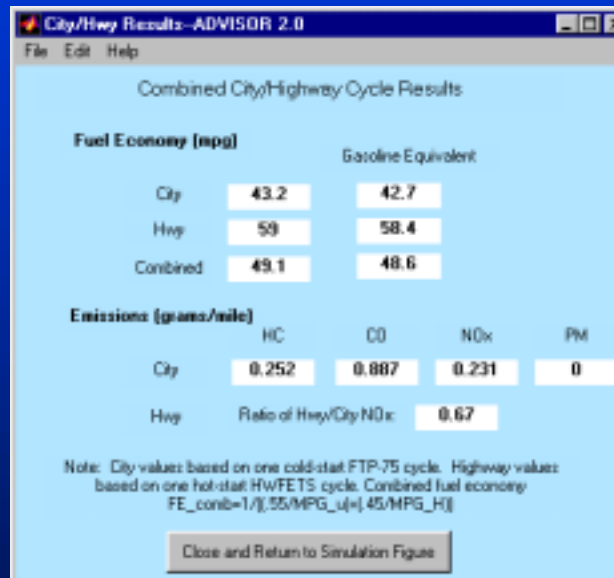 City/Hwy Results--ADVISOR 2.0
File Edit Help
Combined City/Highway Cycle Results
Fuel Economy (mpg)
Gasoline Equivalent
City 43.2 42.7
Hwy 59 58.4
Combined 49.1 48.6
Emissions (grams/mile)
HC CO NOx PM
City 0.252 0.887 0.231 0
Hwy Ratio of Hwy/City NOx: 0.67
Note: City values based on one cold-start FTP-75 cycle. Highway values
based on one hot-start HWFETS cycle. Combined fuel economy
FE_comb=1/[(.55/MPG_u)+(.45/MPG_H)]
Close and Return to Simulation Figure